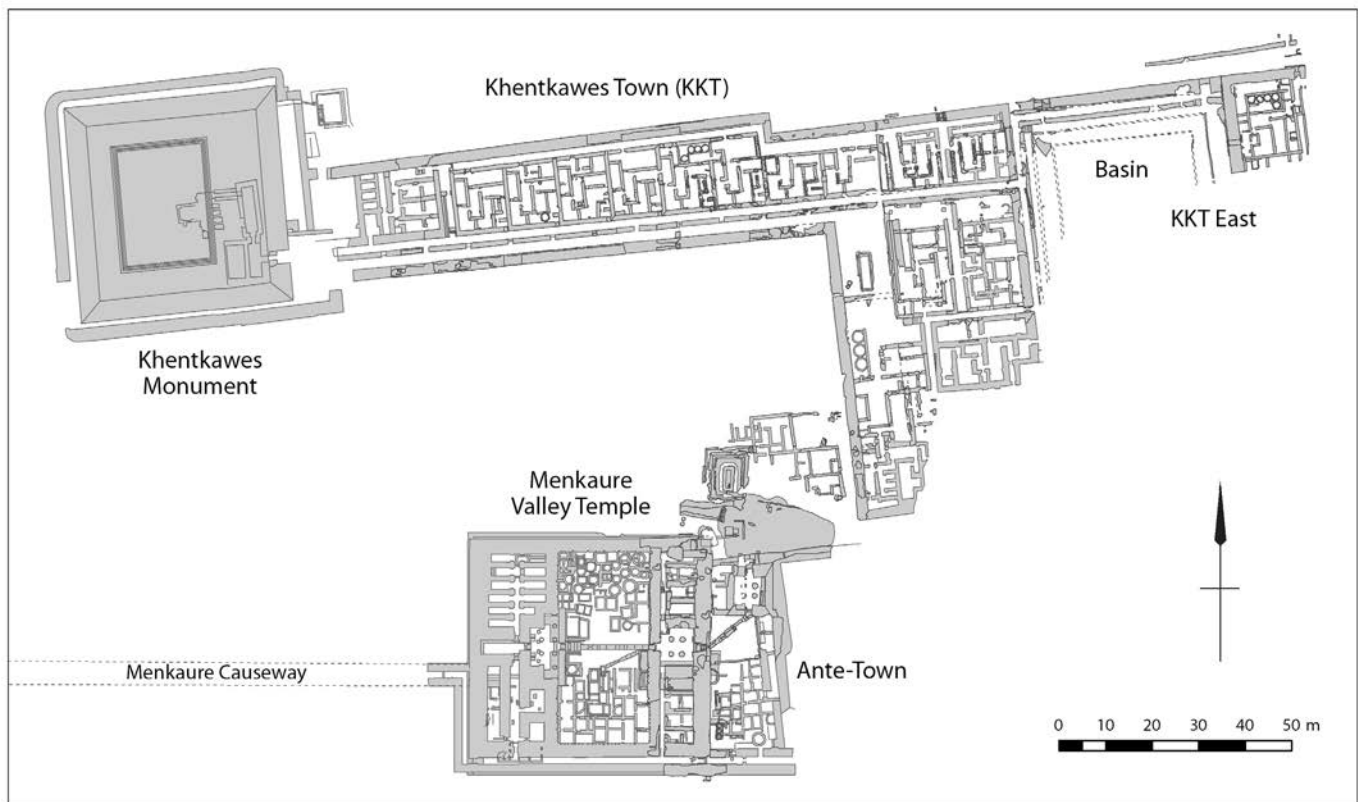 Khentkawes Town (KKT)
Basin
KKT East
Khentkawes
Monument
Menkaure
Valley Temple
Menkaure Causeway
Ante-Town
0 10 20 30 40 50 m